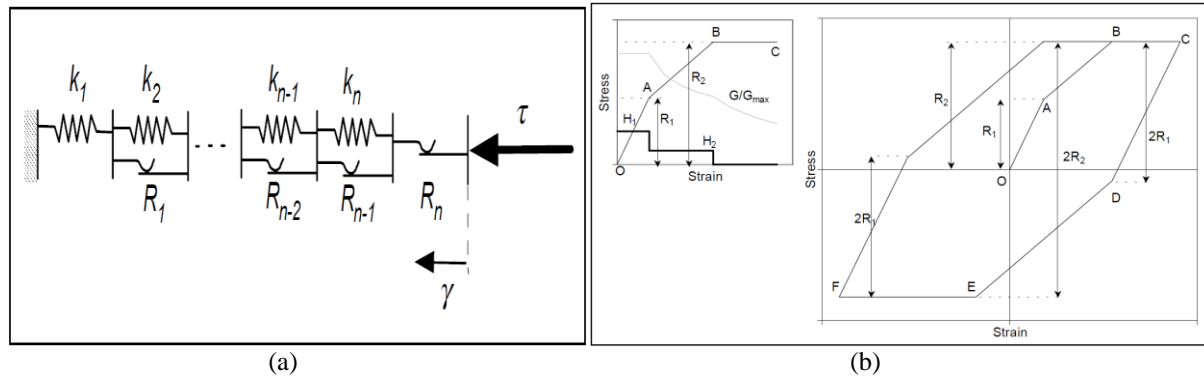 k1 k2 kn-1 kn
τ
R1 Rn-2 Rn-1 Rn
γ
(a)
Stress
B
C
R2
A
G/Gmax
H1
R1
H2
O
Strain
Stress
B
C
R2
A
R1
2R1
O
2R2
D
2R1
F
E
Strain
(b)